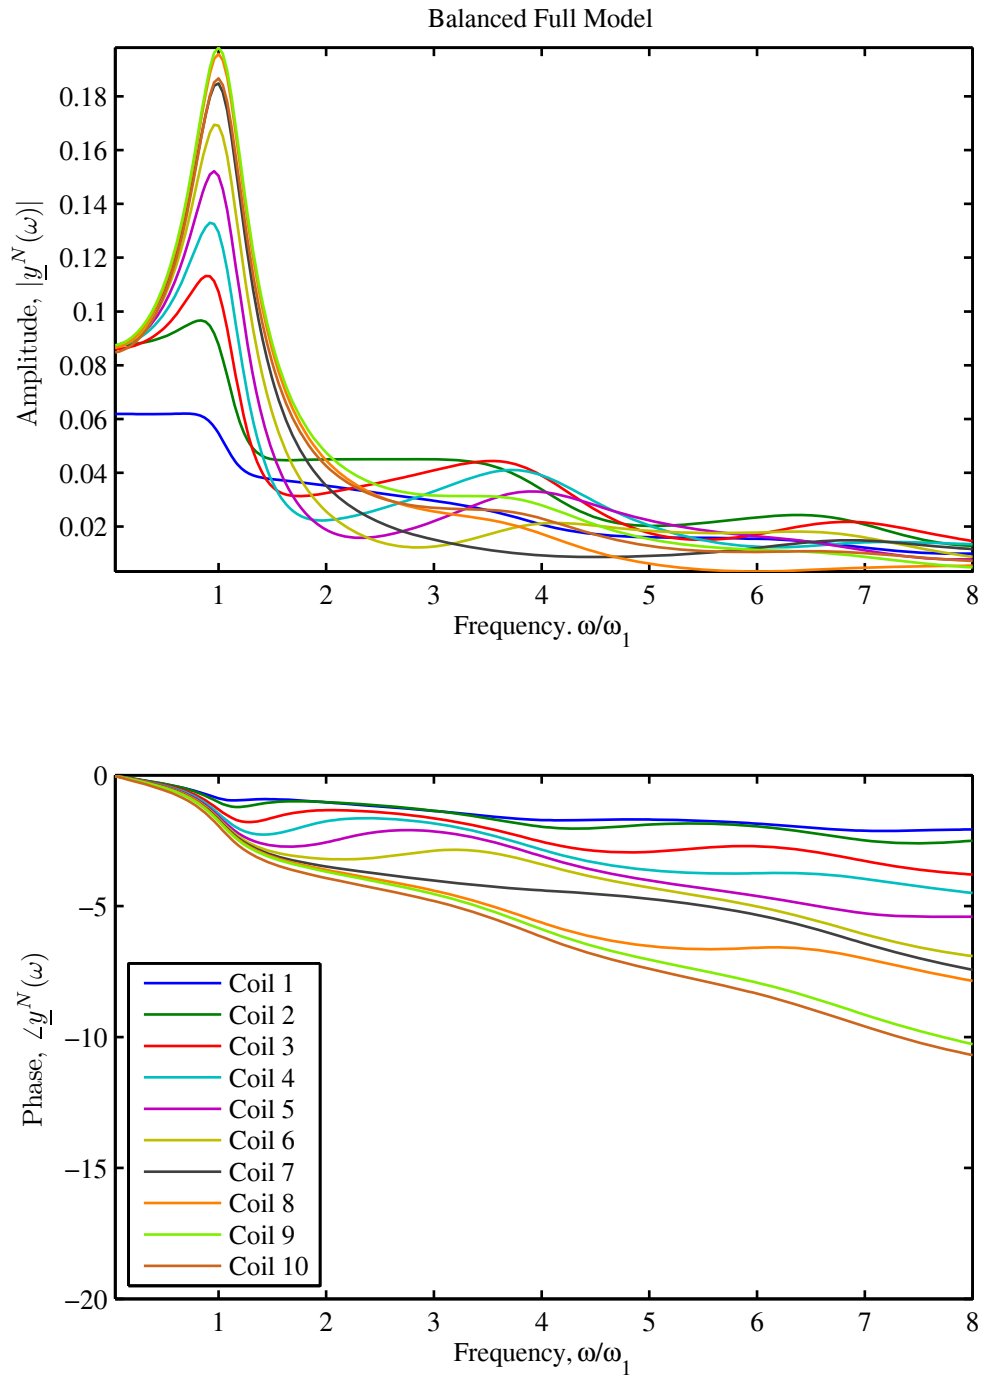 Balanced Full Model
Amplitude, |y^N(ω)|
0.18
0.16
0.14
0.12
0.1
0.08
0.06
0.04
0.02
1 2 3 4 5 6 7 8
Frequency. ω/ω₁
Phase, ∠y^N(ω)
0
−5
−10
−15
−20
Coil 1
Coil 2
Coil 3
Coil 4
Coil 5
Coil 6
Coil 7
Coil 8
Coil 9
Coil 10
1 2 3 4 5 6 7 8
Frequency, ω/ω₁